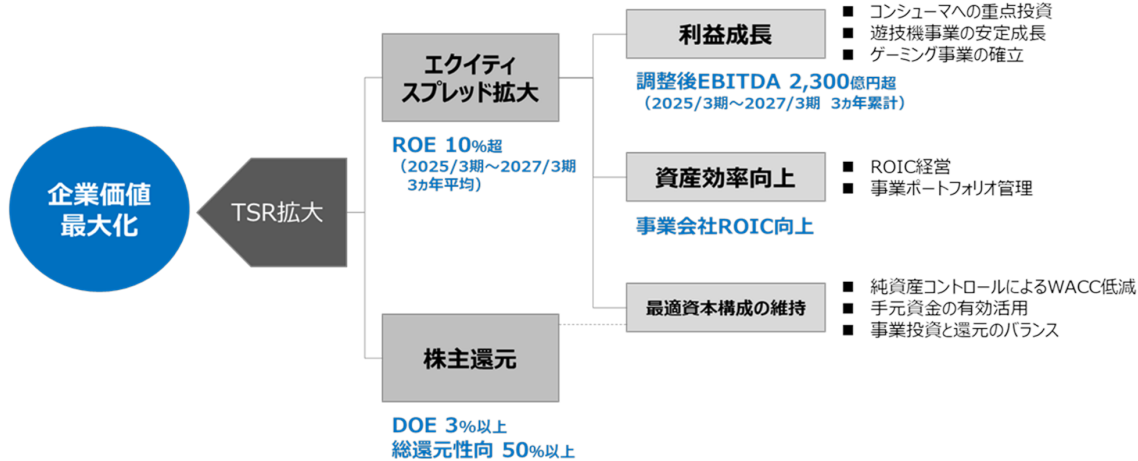 企業価値
最大化
TSR拡大
エクイティ
スプレッド拡大
ROE 10%超
（2025/3期～2027/3期
3ヵ年平均）
株主還元
DOE 3%以上
総還元性向 50%以上
利益成長
調整後EBITDA 2,300億円超
（2025/3期～2027/3期 3ヵ年累計）
■ コンシューマへの重点投資
■ 遊技機事業の安定成長
■ ゲーミング事業の確立
資産効率向上
事業会社ROIC向上
■ ROIC経営
■ 事業ポートフォリオ管理
最適資本構成の維持
■ 純資産コントロールによるWACC低減
■ 手元資金の有効活用
■ 事業投資と還元のバランス